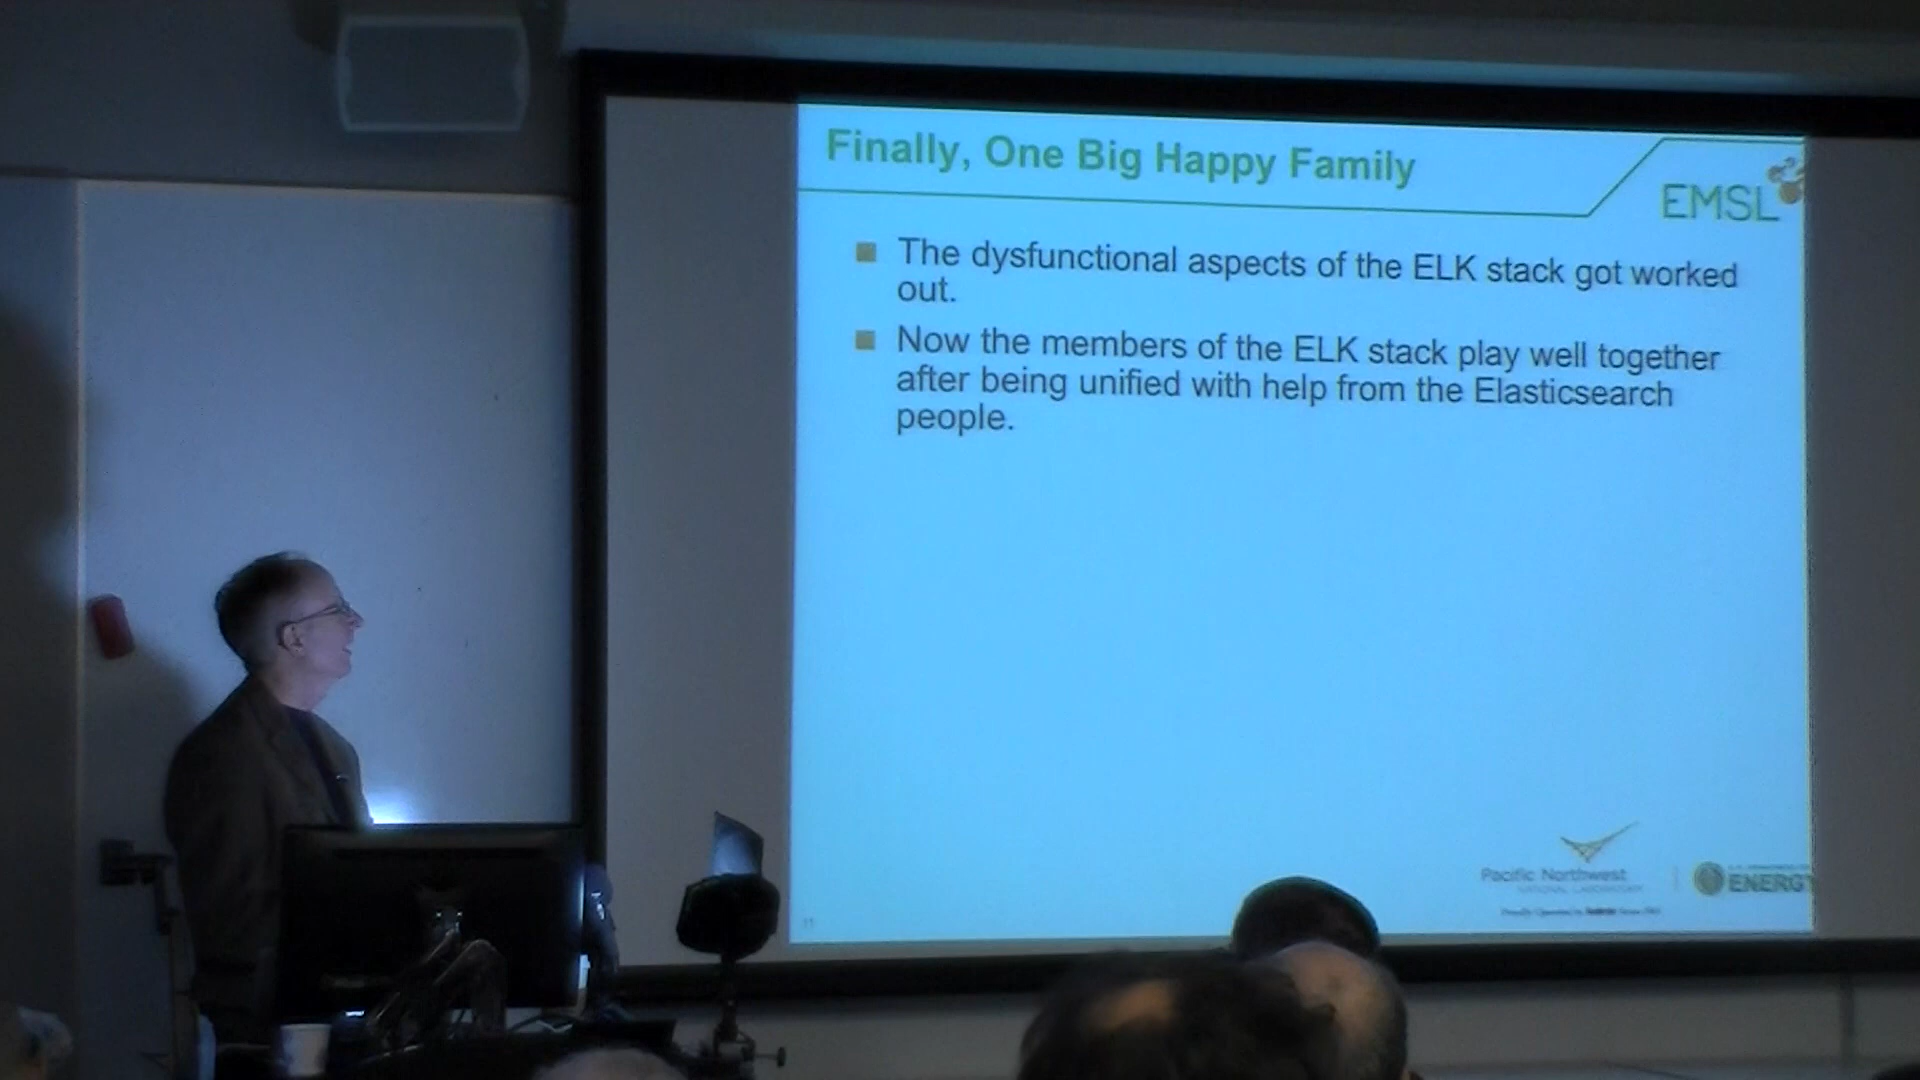 Finally, One Big Happy Family
EMSL
The dysfunctional aspects of the ELK stack got worked
out.
Now the members of the ELK stack play well together
after being unified with help from the Elasticsearch
people.
Pacific Northwest
NATIONAL LABORATORY
ENERGY